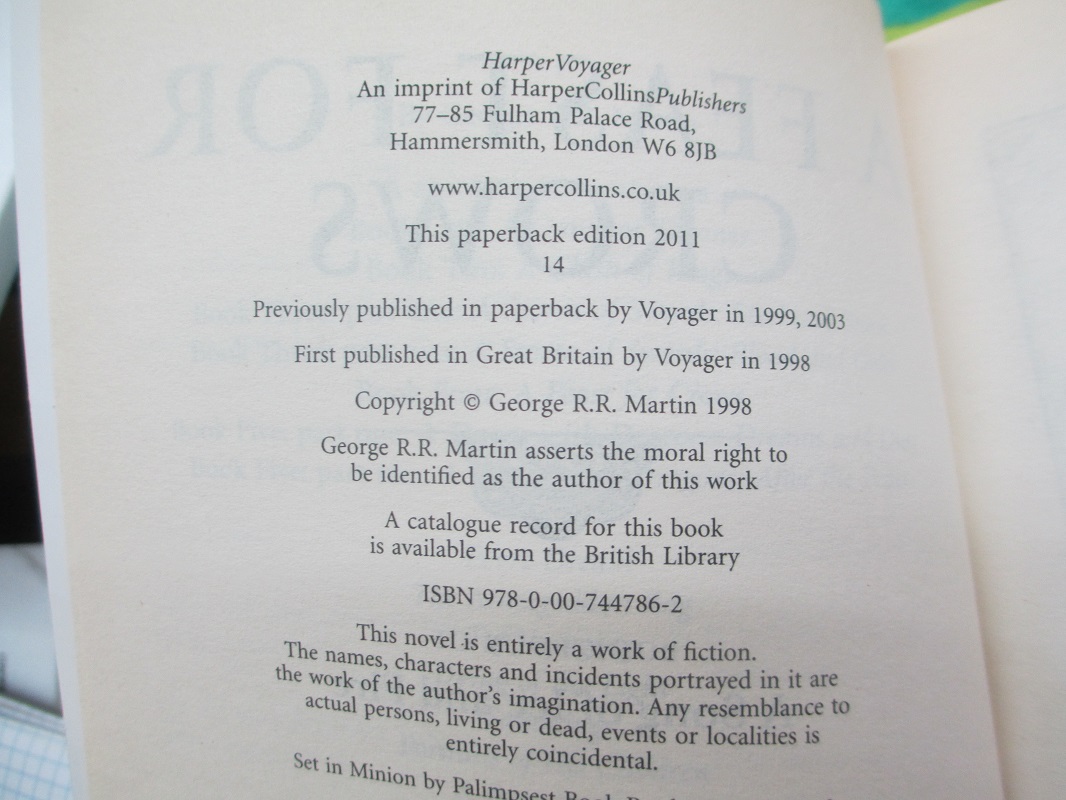 HarperVoyager
An imprint of HarperCollinsPublishers
77–85 Fulham Palace Road,
Hammersmith, London W6 8JB
www.harpercollins.co.uk
This paperback edition 2011
14
Previously published in paperback by Voyager in 1999, 2003
First published in Great Britain by Voyager in 1998
Copyright © George R.R. Martin 1998
George R.R. Martin asserts the moral right to
be identified as the author of this work
A catalogue record for this book
is available from the British Library
ISBN 978-0-00-744786-2
This novel is entirely a work of fiction.
The names, characters and incidents portrayed in it are
the work of the author's imagination. Any resemblance to
actual persons, living or dead, events or localities is
entirely coincidental.
Set in Minion by Palimpsest